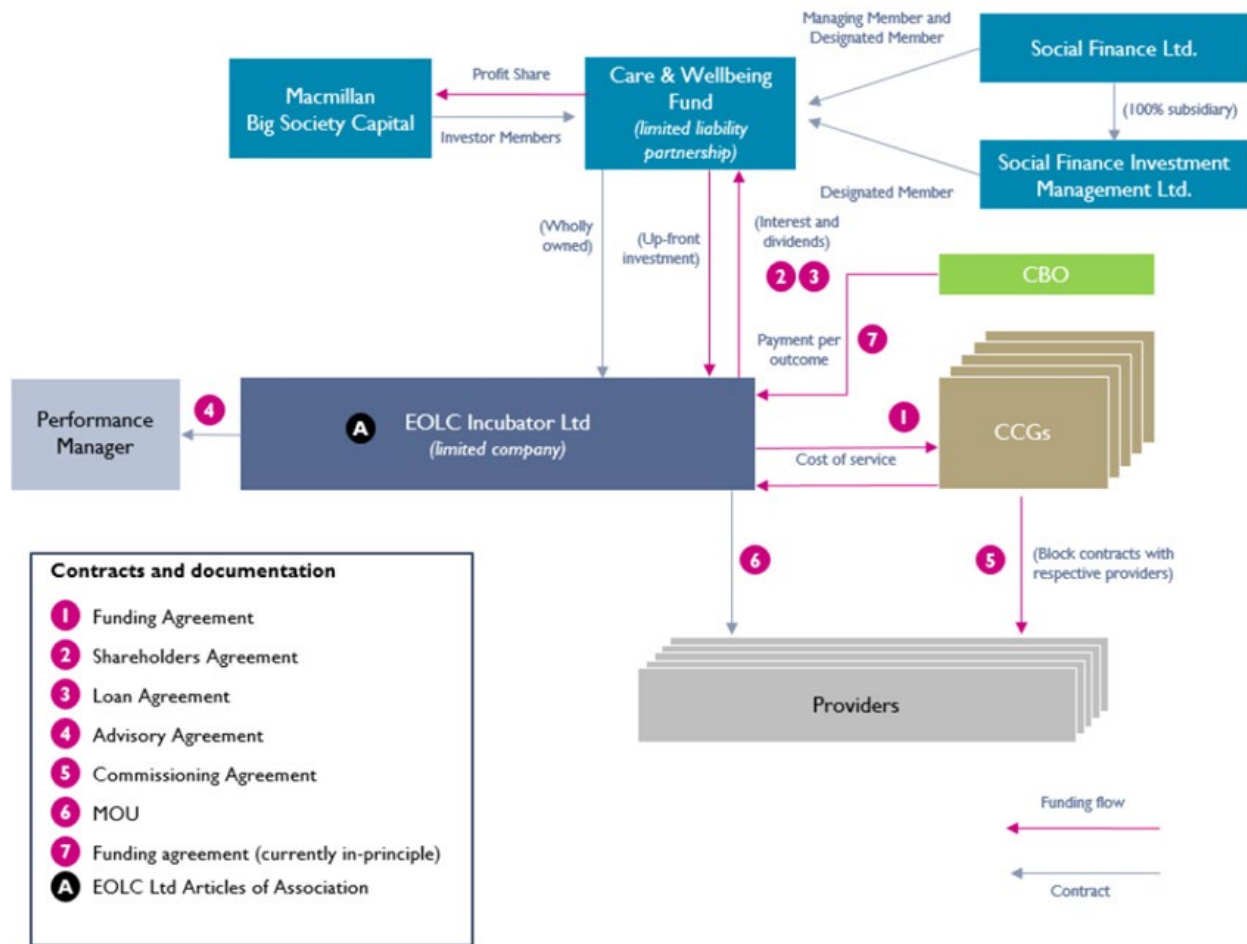 Managing Member and
Designated Member
Social Finance Ltd.
Macmillan
Big Society Capital
Profit Share
Investor Members
Care & Wellbeing
Fund
(limited liability
partnership)
(100% subsidiary)
Social Finance Investment
Management Ltd.
Designated Member
(Wholly
owned)
(Up-front
investment)
(Interest and
dividends)
2 3
CBO
Payment per
outcome
7
Performance
Manager
4
A
EOLC Incubator Ltd
(limited company)
1
Cost of service
CCGs
6
5
(Block contracts with
respective providers)
Providers
Contracts and documentation
1 Funding Agreement
2 Shareholders Agreement
3 Loan Agreement
4 Advisory Agreement
5 Commissioning Agreement
6 MOU
7 Funding agreement (currently in-principle)
A EOLC Ltd Articles of Association
Funding flow
Contract